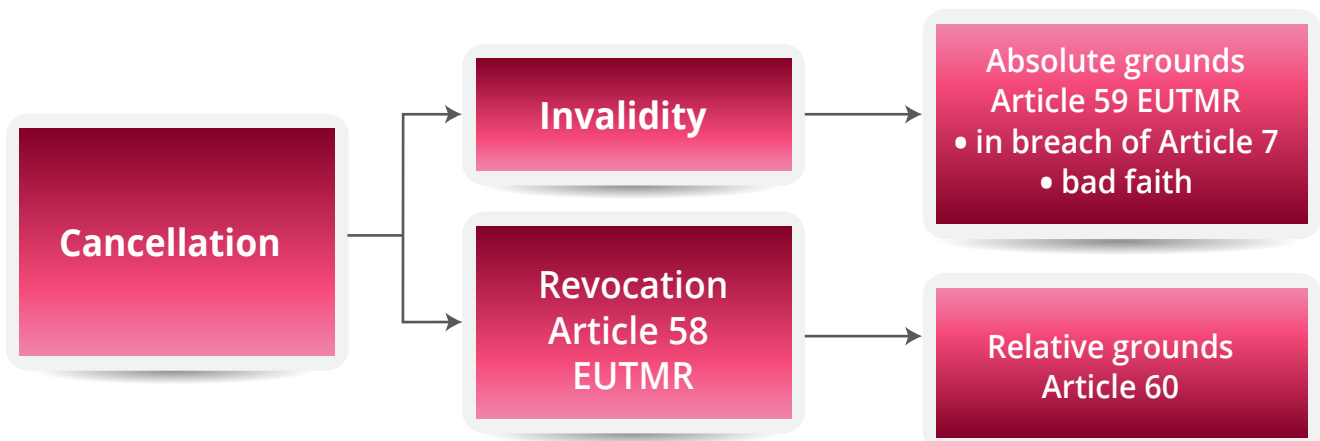 Cancellation
Invalidity
Revocation
Article 58
EUTMR
Absolute grounds
Article 59 EUTMR
• in breach of Article 7
• bad faith
Relative grounds
Article 60